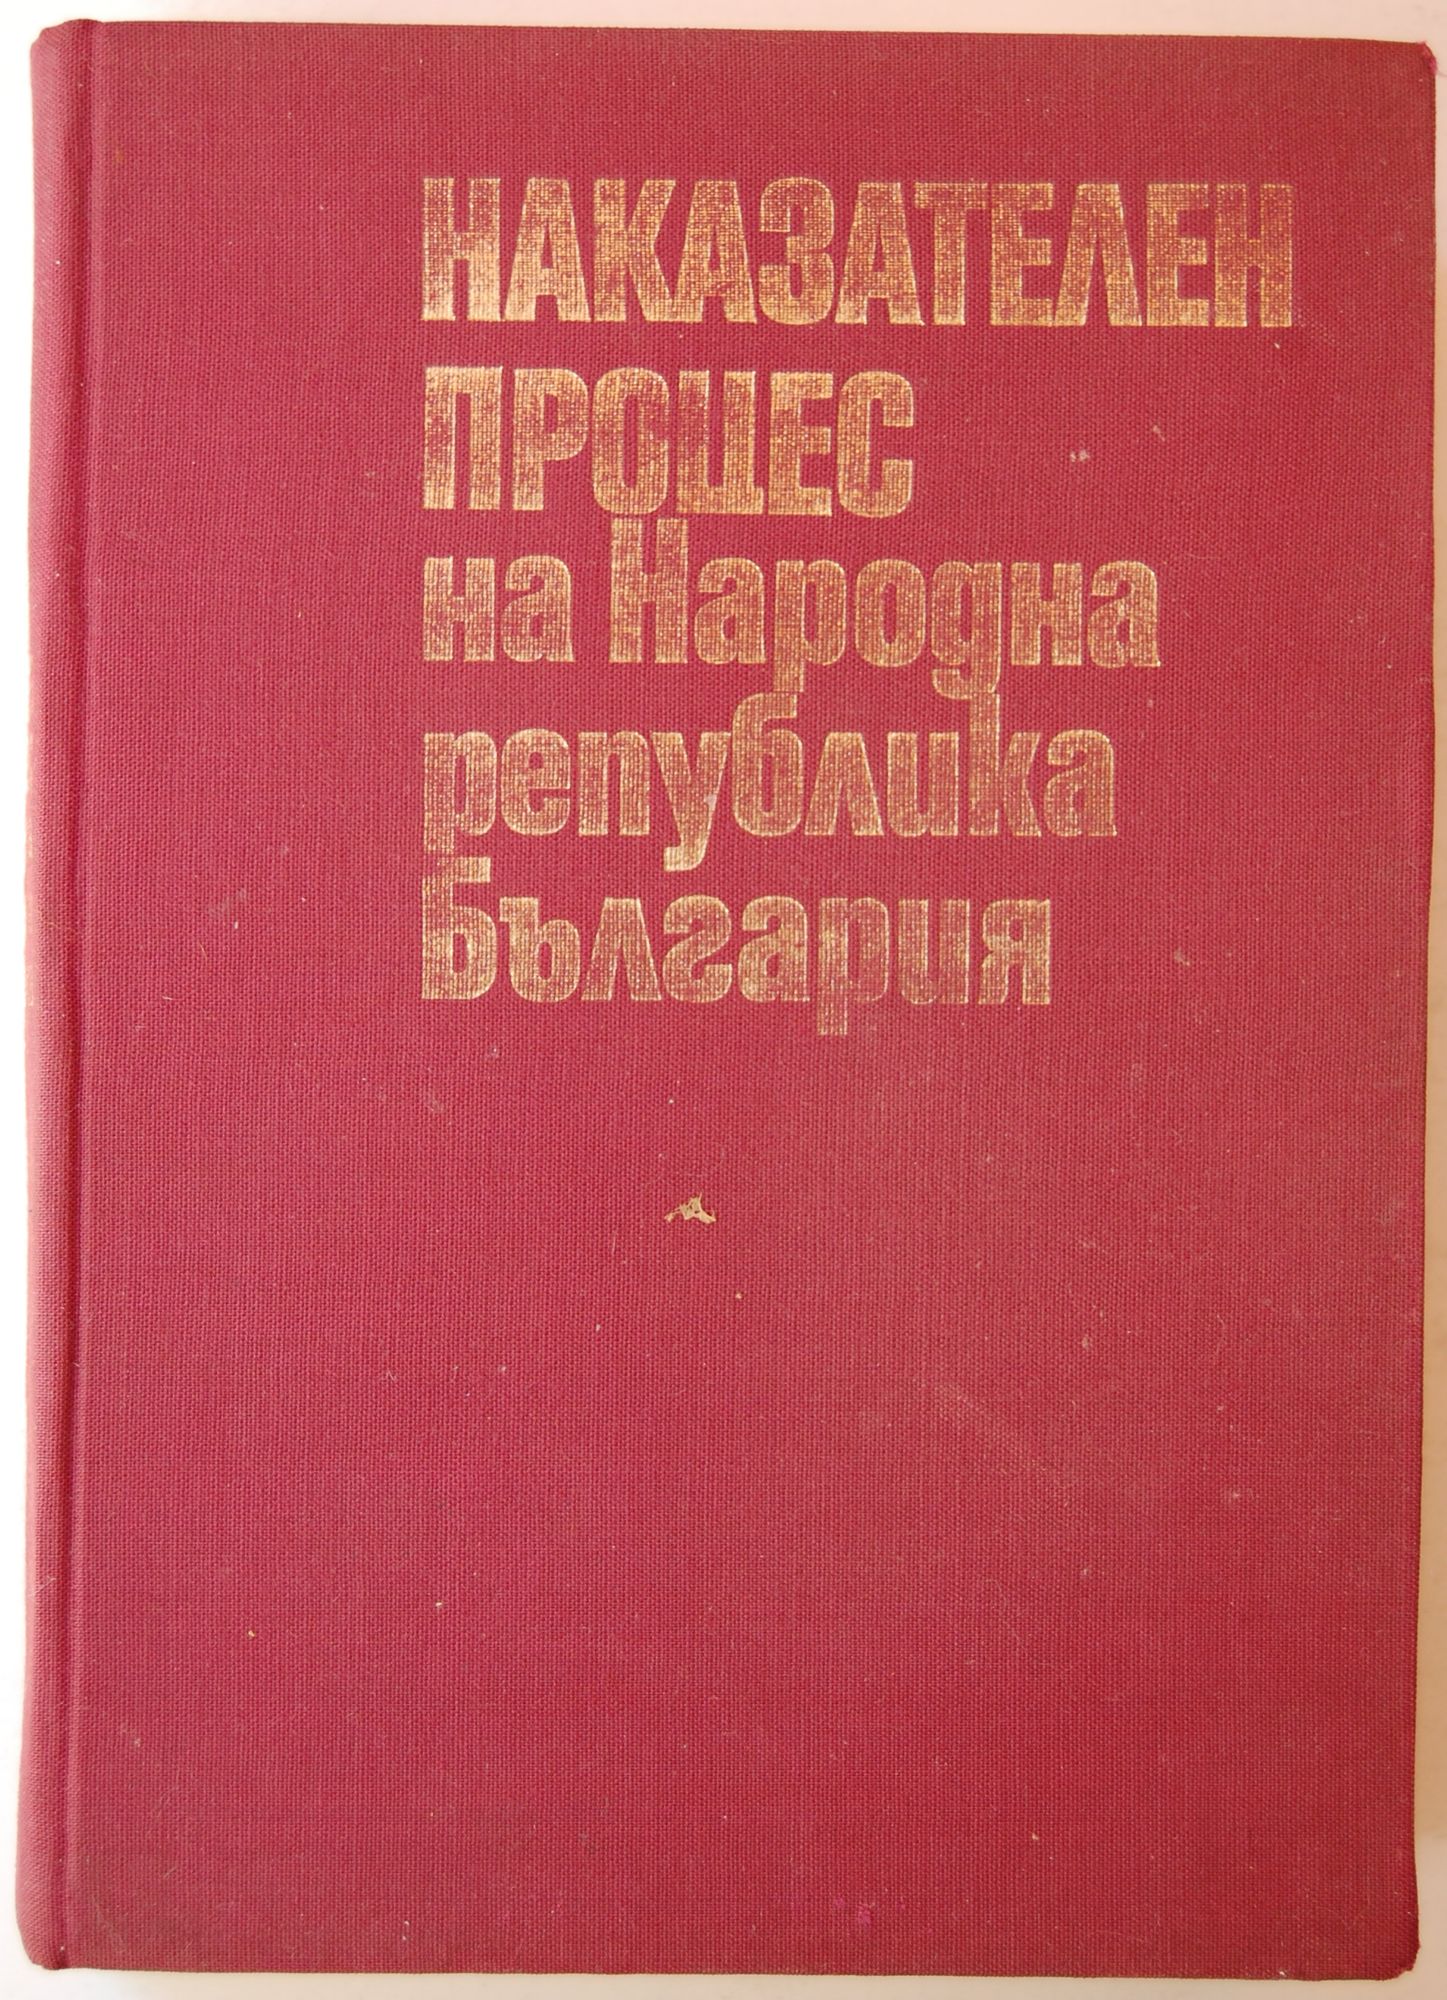 НАКАЗАТЕЛЕН
ПРОЦЕС
на Народна
република
България